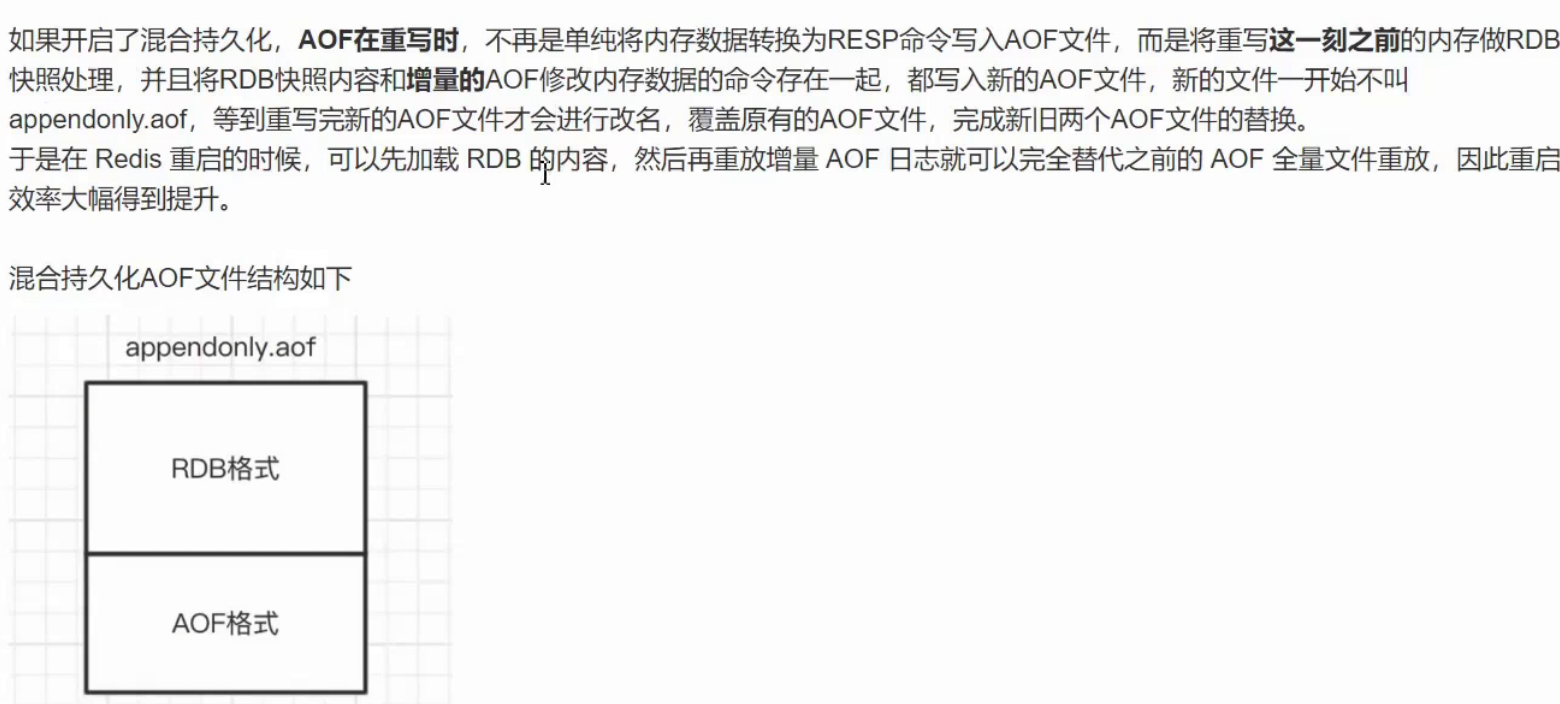 如果开启了混合持久化，AOF在重写时，不再是单纯将内存数据转换为RESP命令写入AOF文件，而是将重写这一刻之前的内存做RDB
快照处理，并且将RDB快照内容和增量的AOF修改内存数据的命令存在一起，都写入新的AOF文件，新的文件一开始不叫
appendonly.aof，等到重写完新的AOF文件才会进行改名，覆盖原有的AOF文件，完成新旧两个AOF文件的替换。
于是在 Redis 重启的时候，可以先加载 RDB 的内容，然后再重放增量 AOF 日志就可以完全替代之前的 AOF 全量文件重放，因此重启
效率大幅得到提升。
混合持久化AOF文件结构如下
appendonly.aof
RDB格式
AOF格式